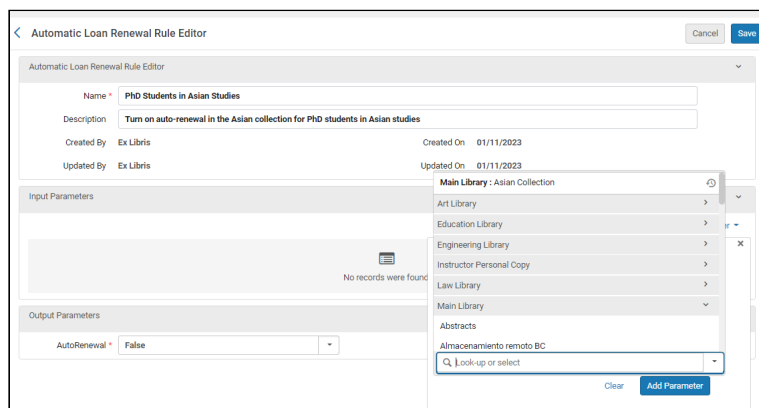 Automatic Loan Renewal Rule Editor
Cancel
Save
Automatic Loan Renewal Rule Editor
Name * PhD Students in Asian Studies
Description Turn on auto-renewal in the Asian collection for PhD students in Asian studies
Created By Ex Libris Created On 01/11/2023
Updated By Ex Libris Updated On 01/11/2023
Main Library : Asian Collection
Input Parameters
Art Library
Education Library
Engineering Library
Instructor Personal Copy
No records were found
Law Library
Main Library
Output Parameters
Abstracts
AutoRenewal * False
Almacenamiento remoto BC
Look-up or select
Clear
Add Parameter